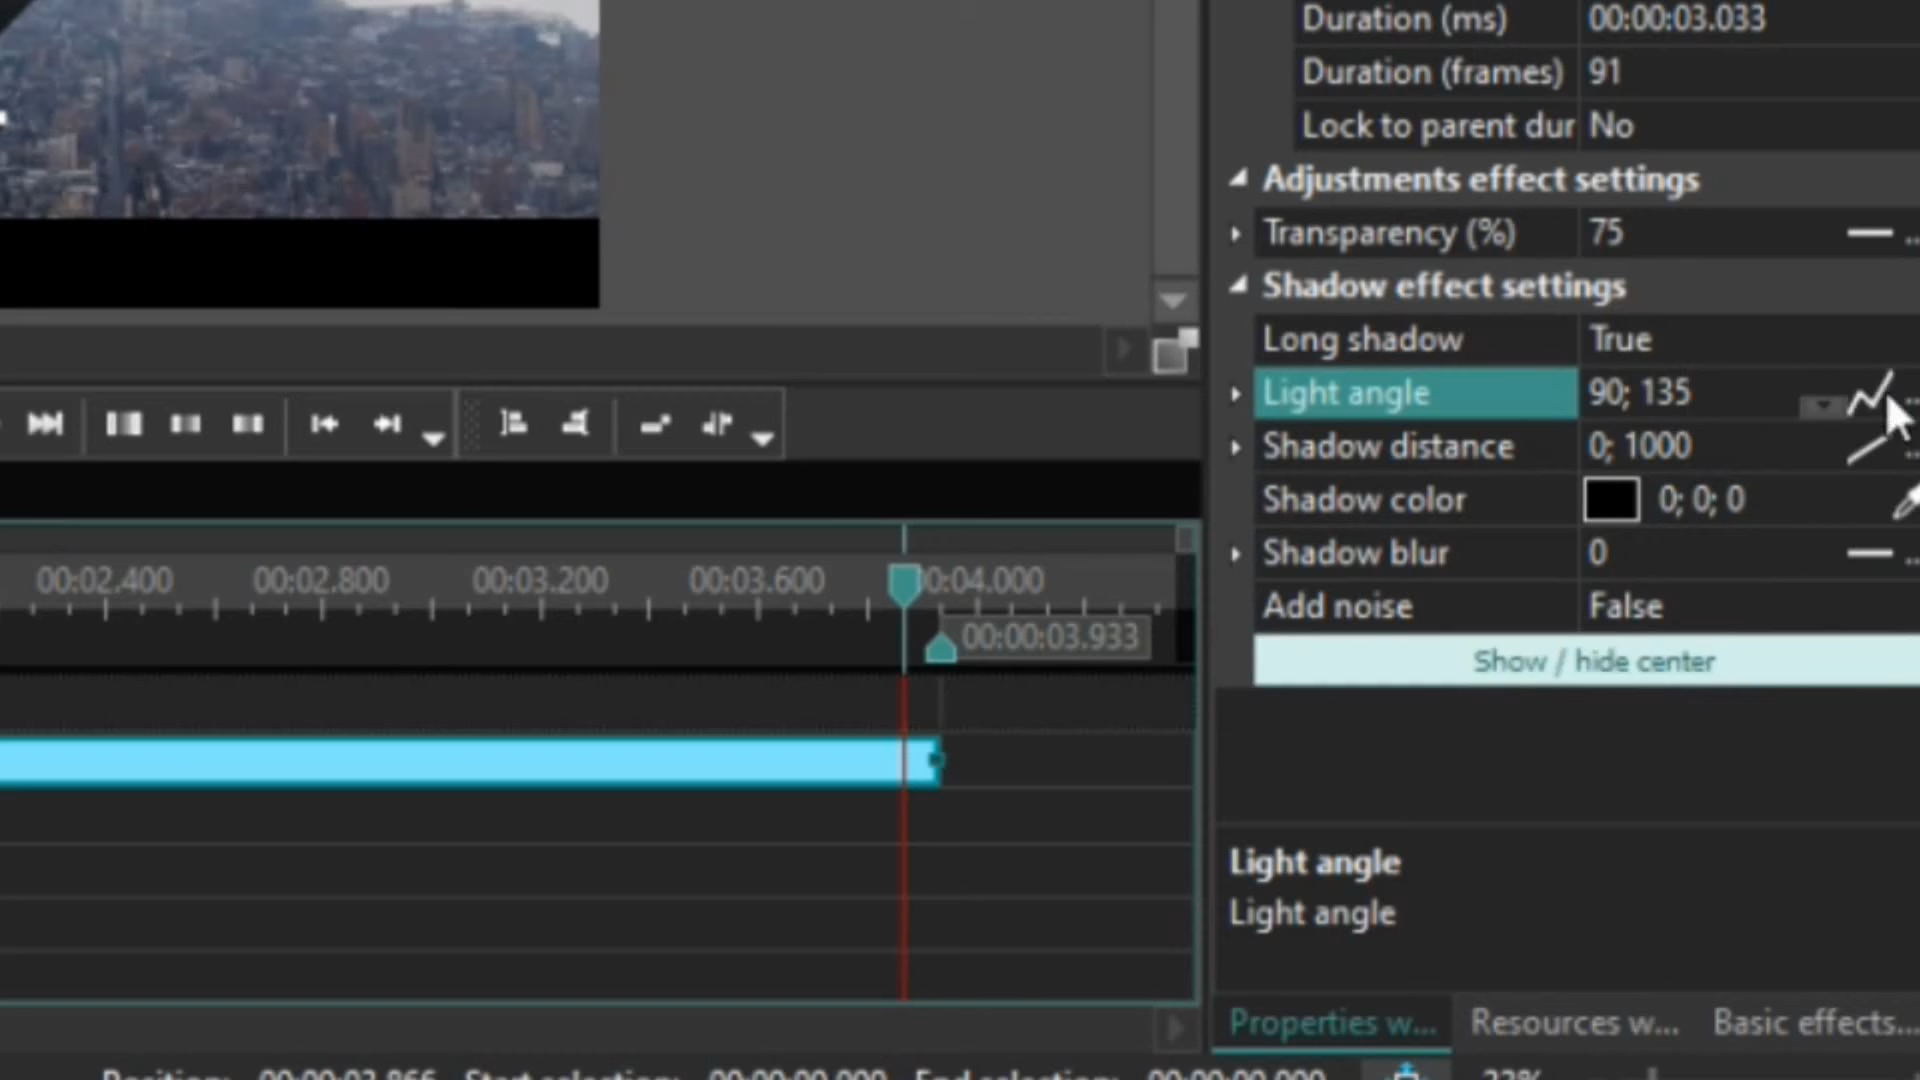 Duration (ms) 00:00:03.033
Duration (frames) 91
Lock to parent dur No
Adjustments effect settings
Transparency (%) 75
Shadow effect settings
Long shadow True
Light angle 90; 135
Shadow distance 0; 1000
Shadow color 0; 0; 0
Shadow blur 0
Add noise False
Show / hide center
00:02.400 00:02.800 00:03.200 00:03.600 00:04.000
00:00:03.933
Light angle
Light angle
Properties w... Resources w... Basic effects...
Position: 00:00:03.866 Start selection: 00:00:00.000 End selection: 00:00:00.000